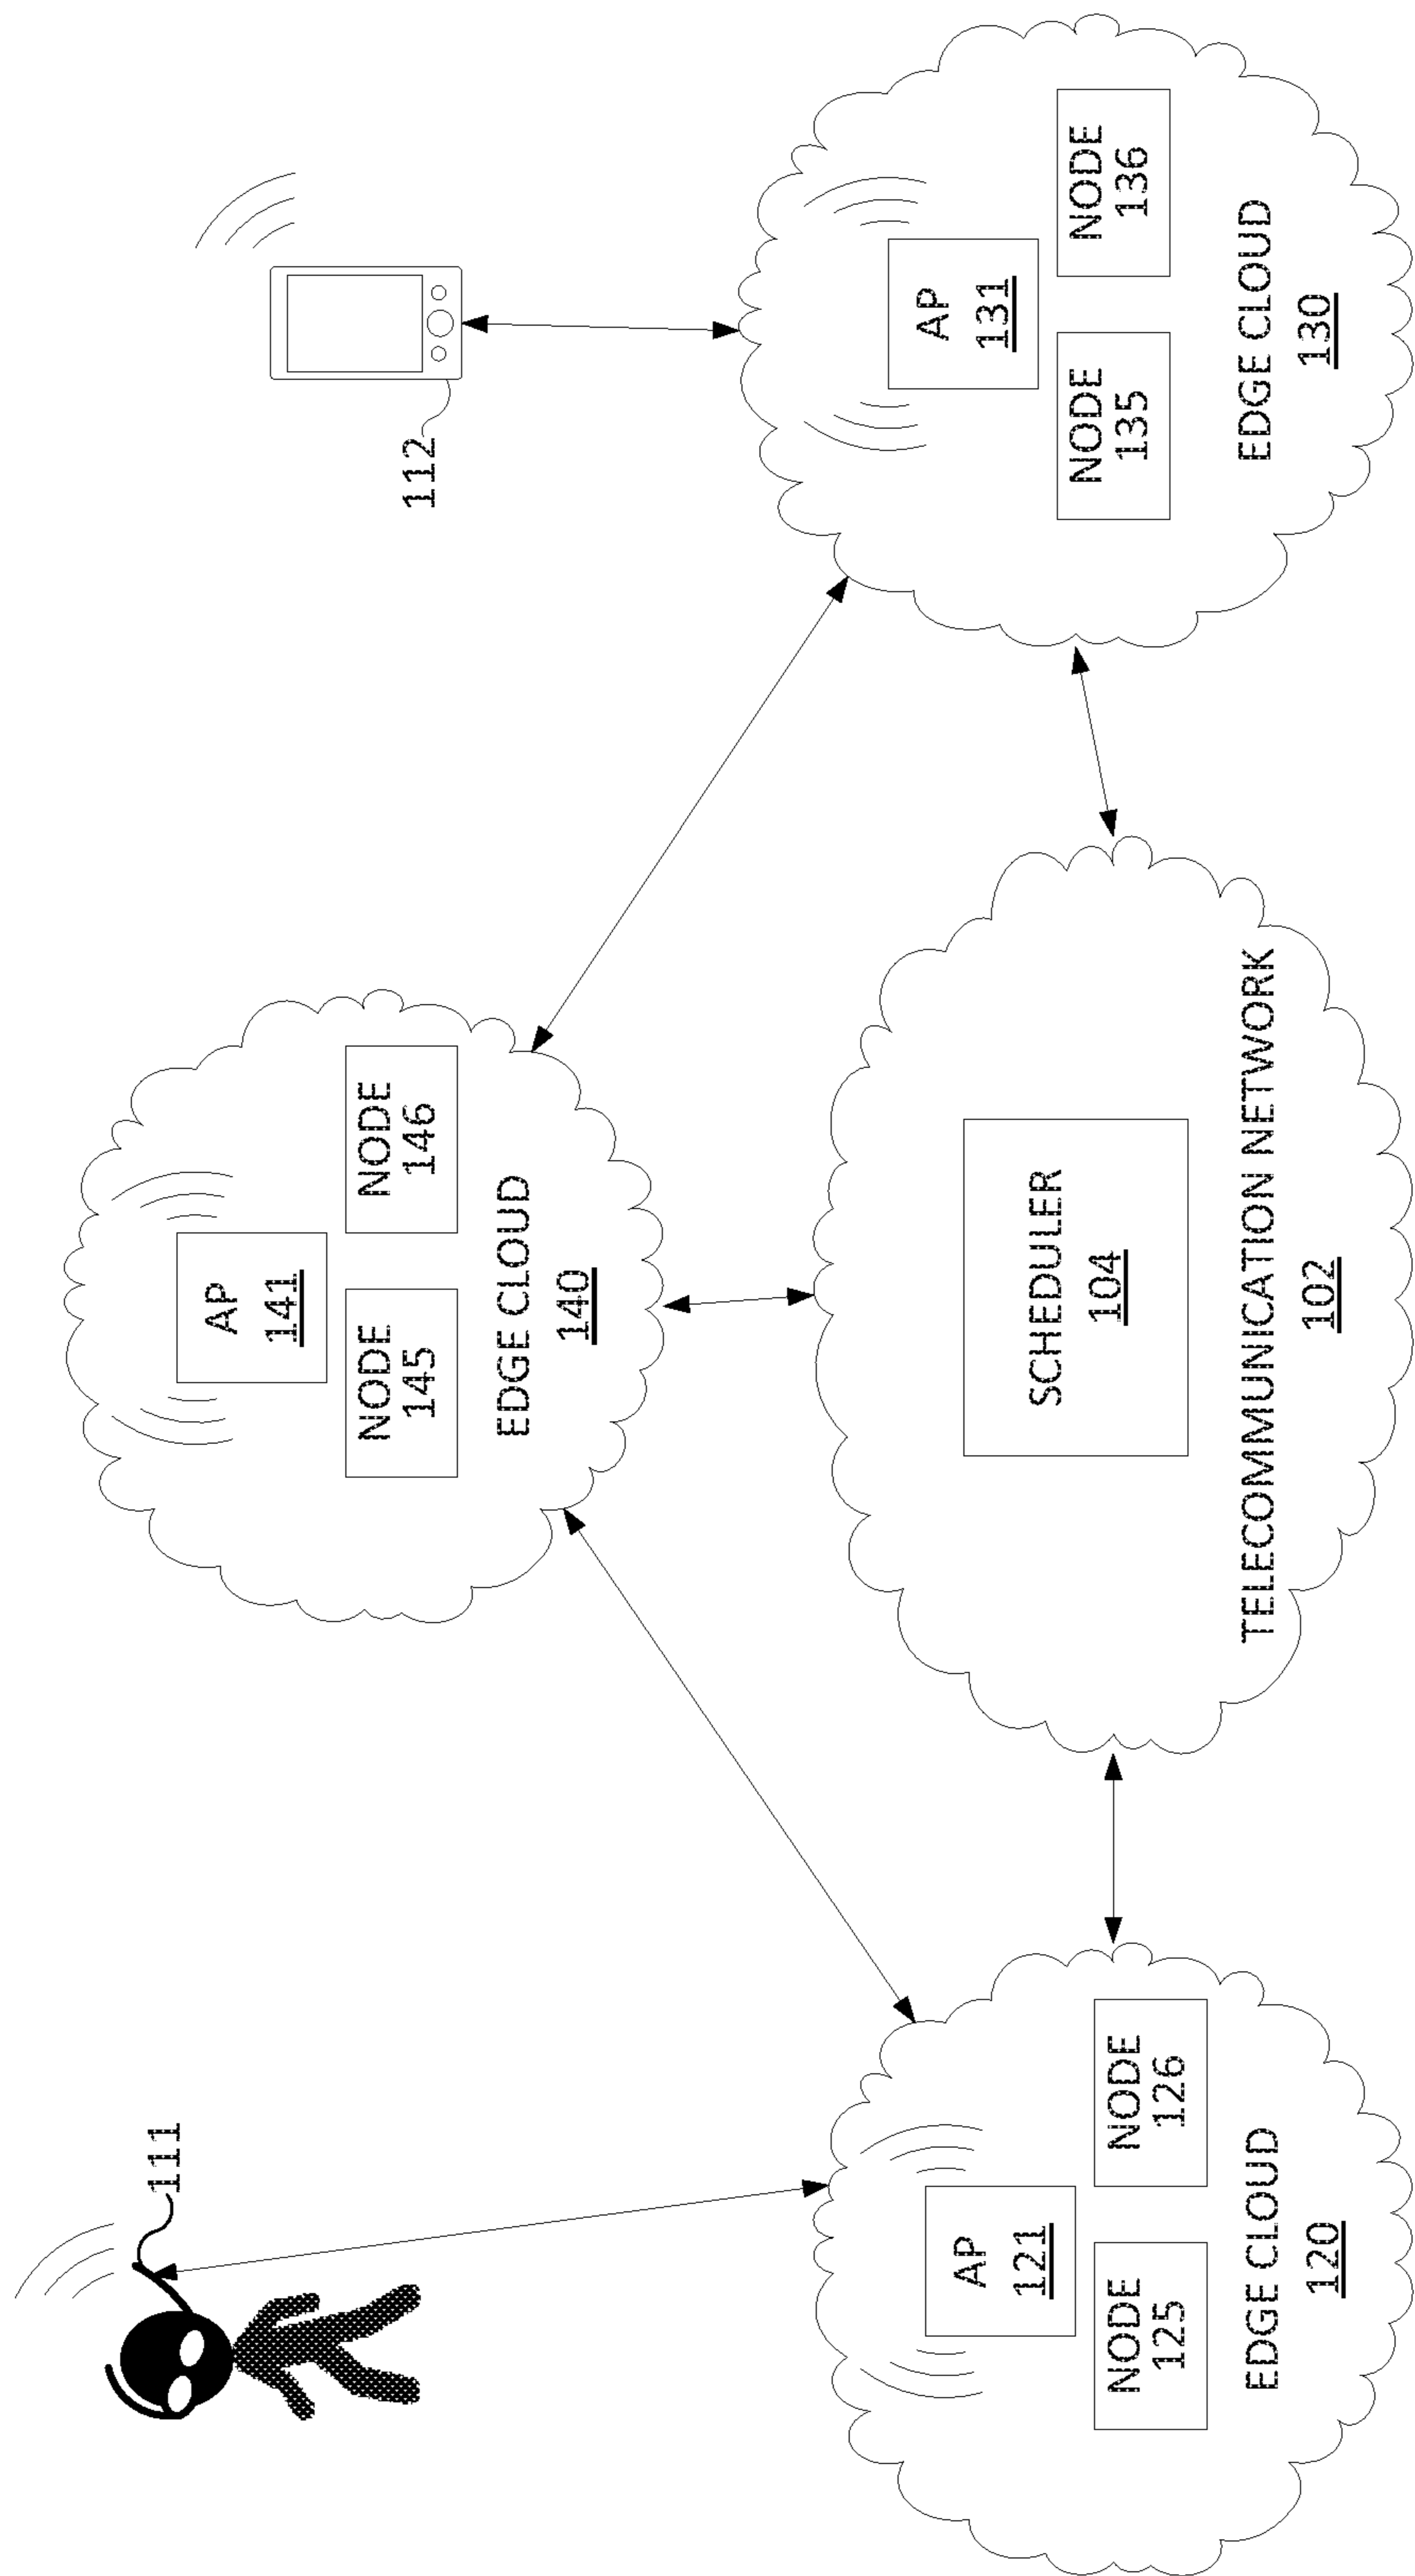 111
112
AP
141
NODE
145
NODE
146
EDGE CLOUD
140
AP
121
NODE
125
NODE
126
EDGE CLOUD
120
SCHEDULER
104
TELECOMMUNICATION NETWORK
102
AP
131
NODE
135
NODE
136
EDGE CLOUD
130